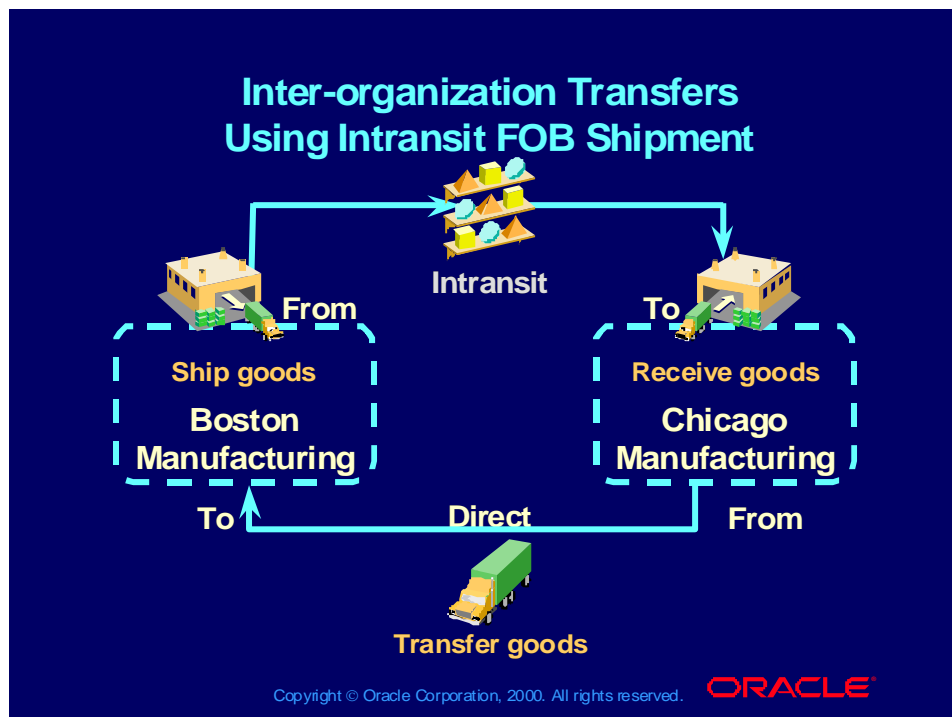 Inter-organization Transfers
Using Intransit FOB Shipment
Intransit
From
To
Ship goods
Receive goods
Boston
Manufacturing
Chicago
Manufacturing
To
Direct
From
Transfer goods
Copyright © Oracle Corporation, 2000. All rights reserved.
ORACLE®